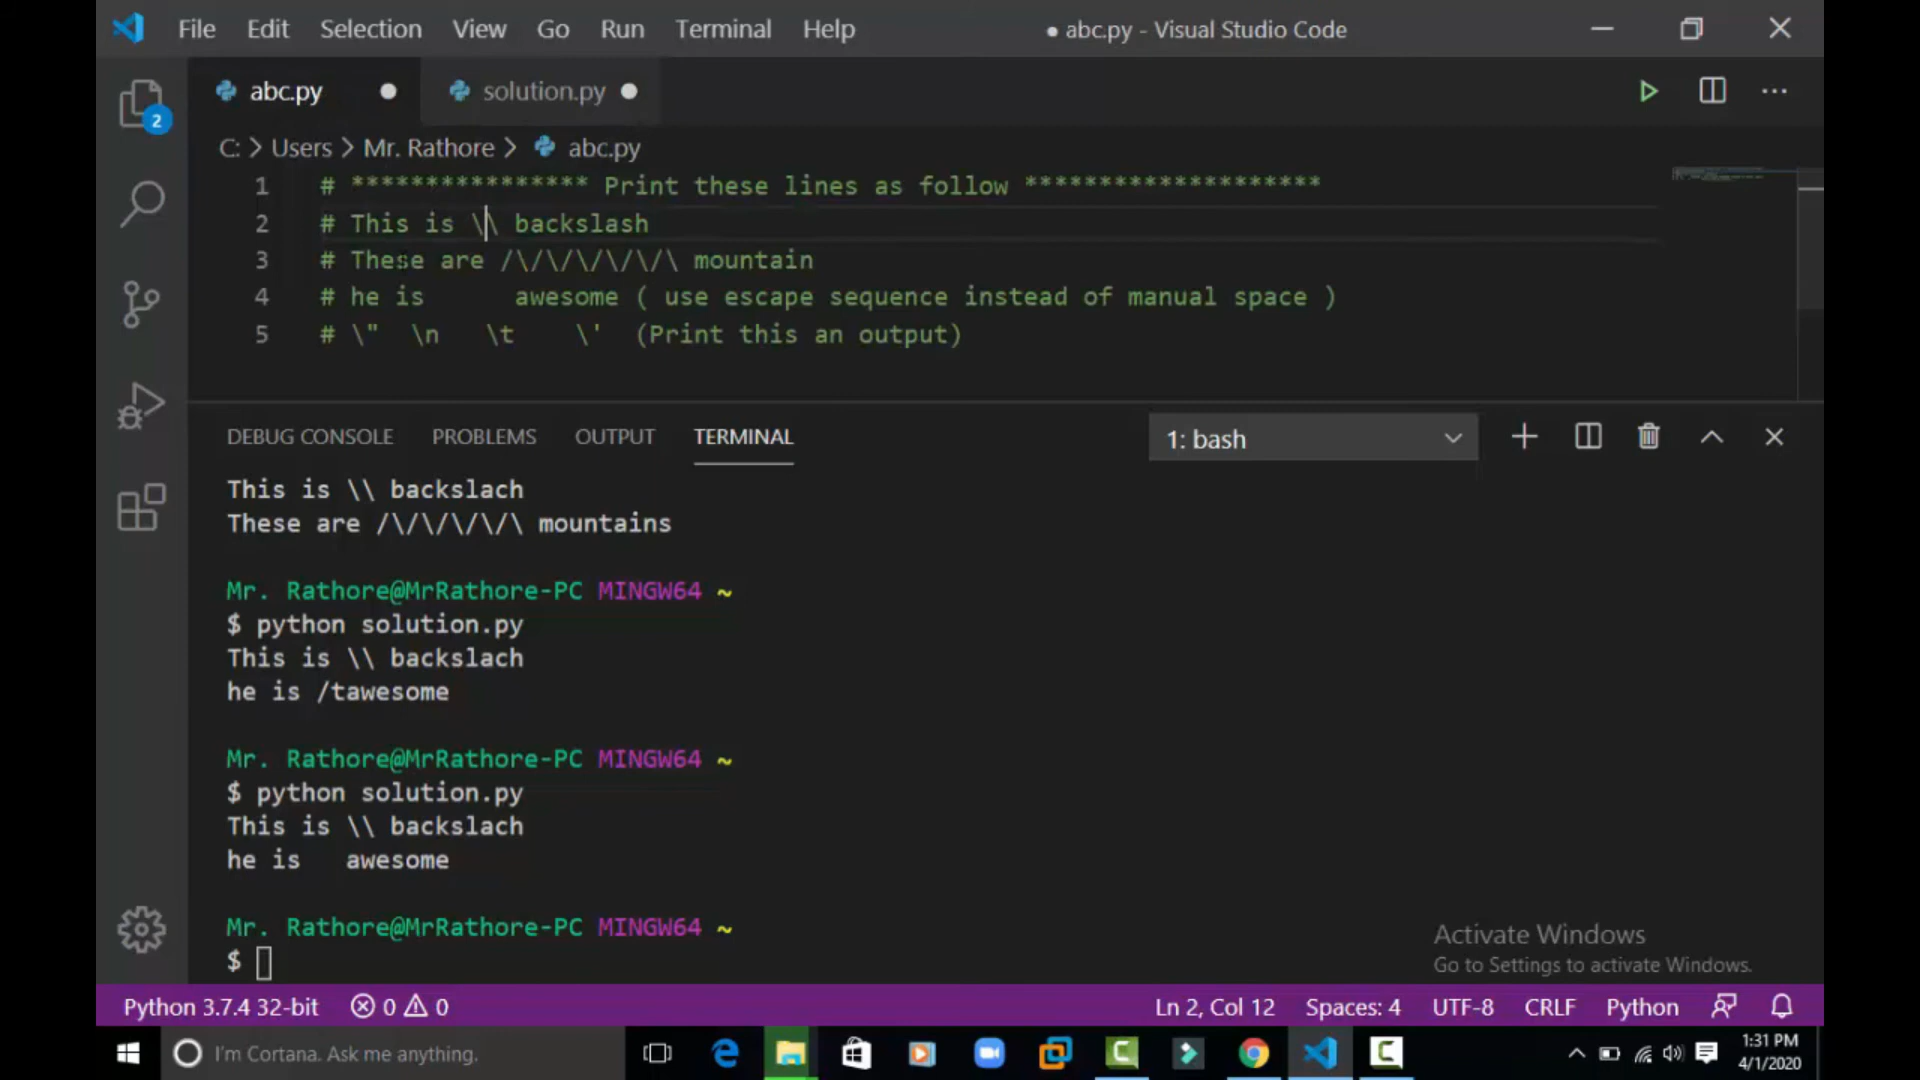 File Edit Selection View Go Run Terminal Help ● abc.py - Visual Studio Code
abc.py ● solution.py ●
C: > Users > Mr. Rathore > abc.py
2
1 # **************** Print these lines as follow ********************
2 # This is \\ backslash
3 # These are /\/\/\/\/\/\ mountain
4 # he is      awesome ( use escape sequence instead of manual space )
5 # \"  \n   \t    \'  (Print this an output)
DEBUG CONSOLE PROBLEMS OUTPUT TERMINAL 1: bash
This is \\ backslach
These are /\/\/\/\/\ mountains
Mr. Rathore@MrRathore-PC MINGW64 ~
$ python solution.py
This is \\ backslach
he is /tawesome
Mr. Rathore@MrRathore-PC MINGW64 ~
$ python solution.py
This is \\ backslach
he is   awesome
Mr. Rathore@MrRathore-PC MINGW64 ~
$
Activate Windows
Go to Settings to activate Windows.
Python 3.7.4 32-bit 0 0 Ln 2, Col 12 Spaces: 4 UTF-8 CRLF Python
I'm Cortana. Ask me anything. 1:31 PM
4/1/2020